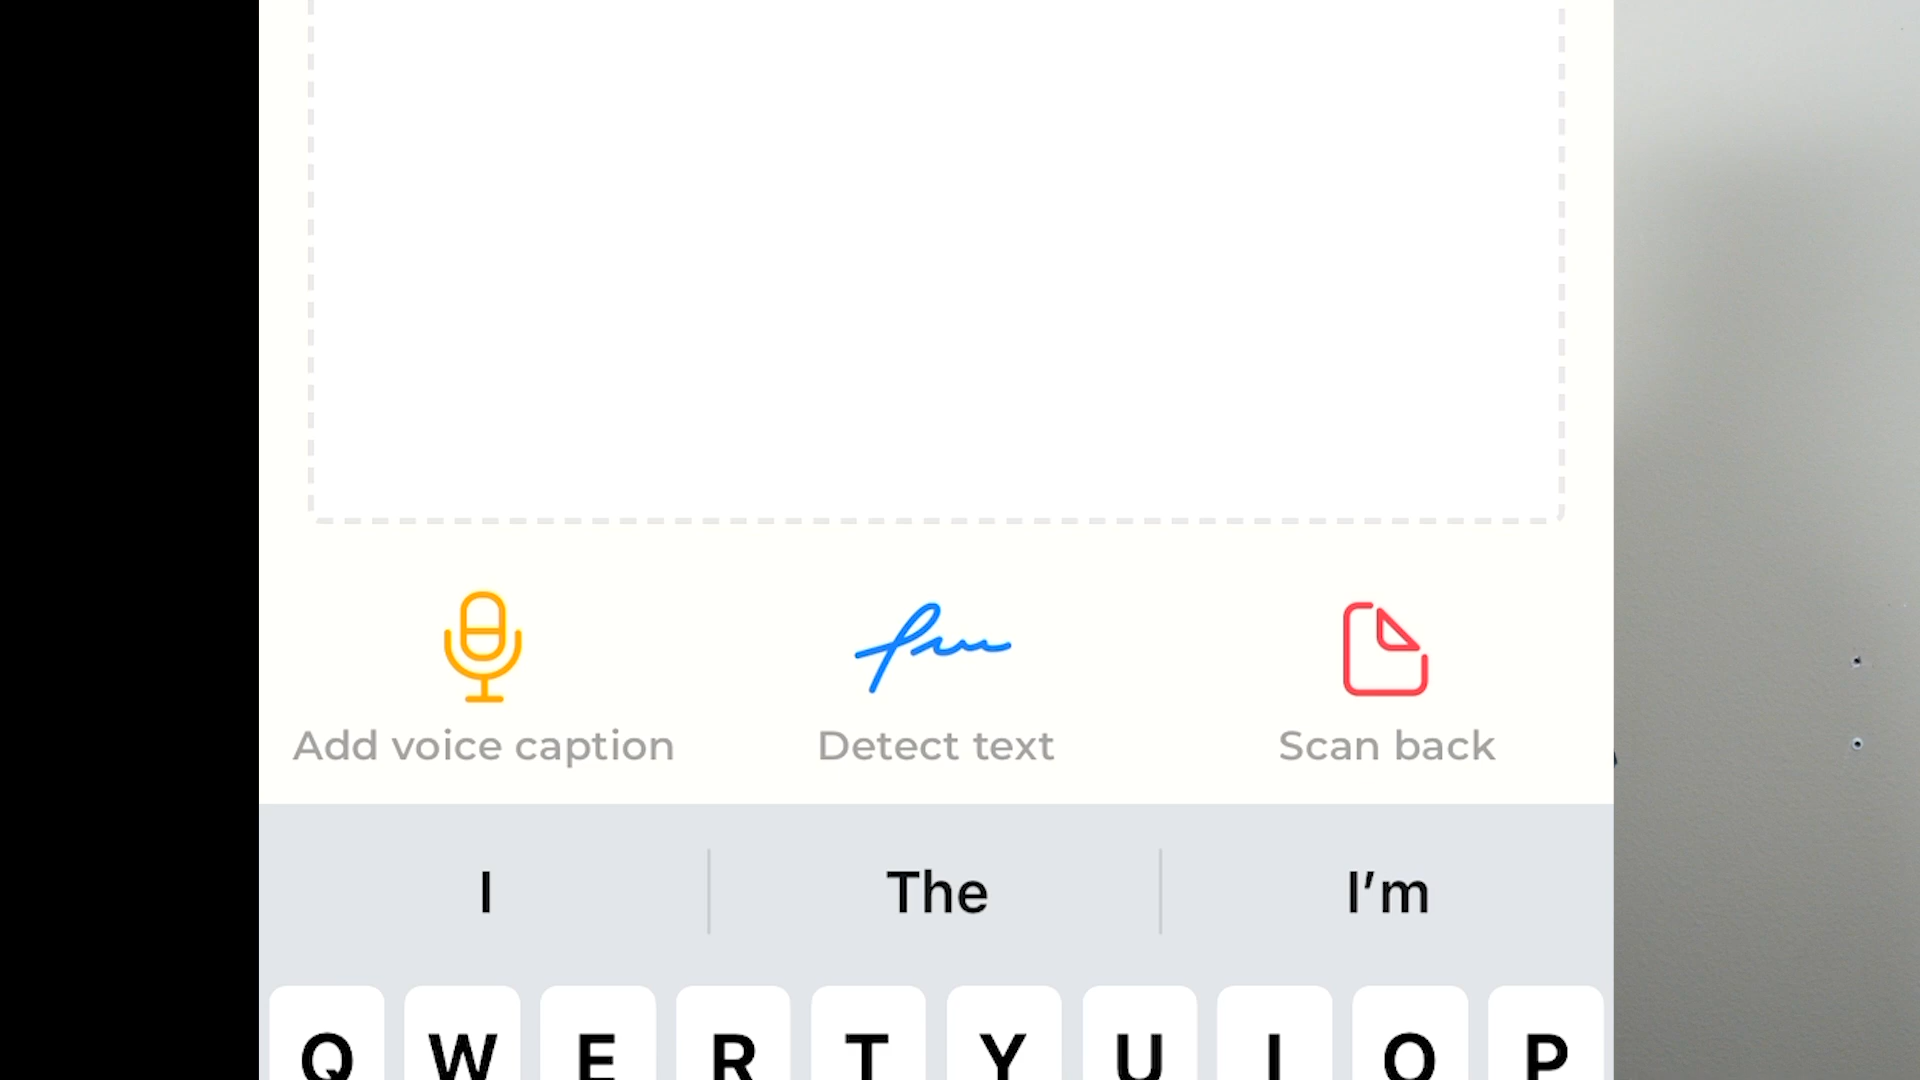 Add voice caption Detect text Scan back
I The I’m
Q W E R T Y U I O P